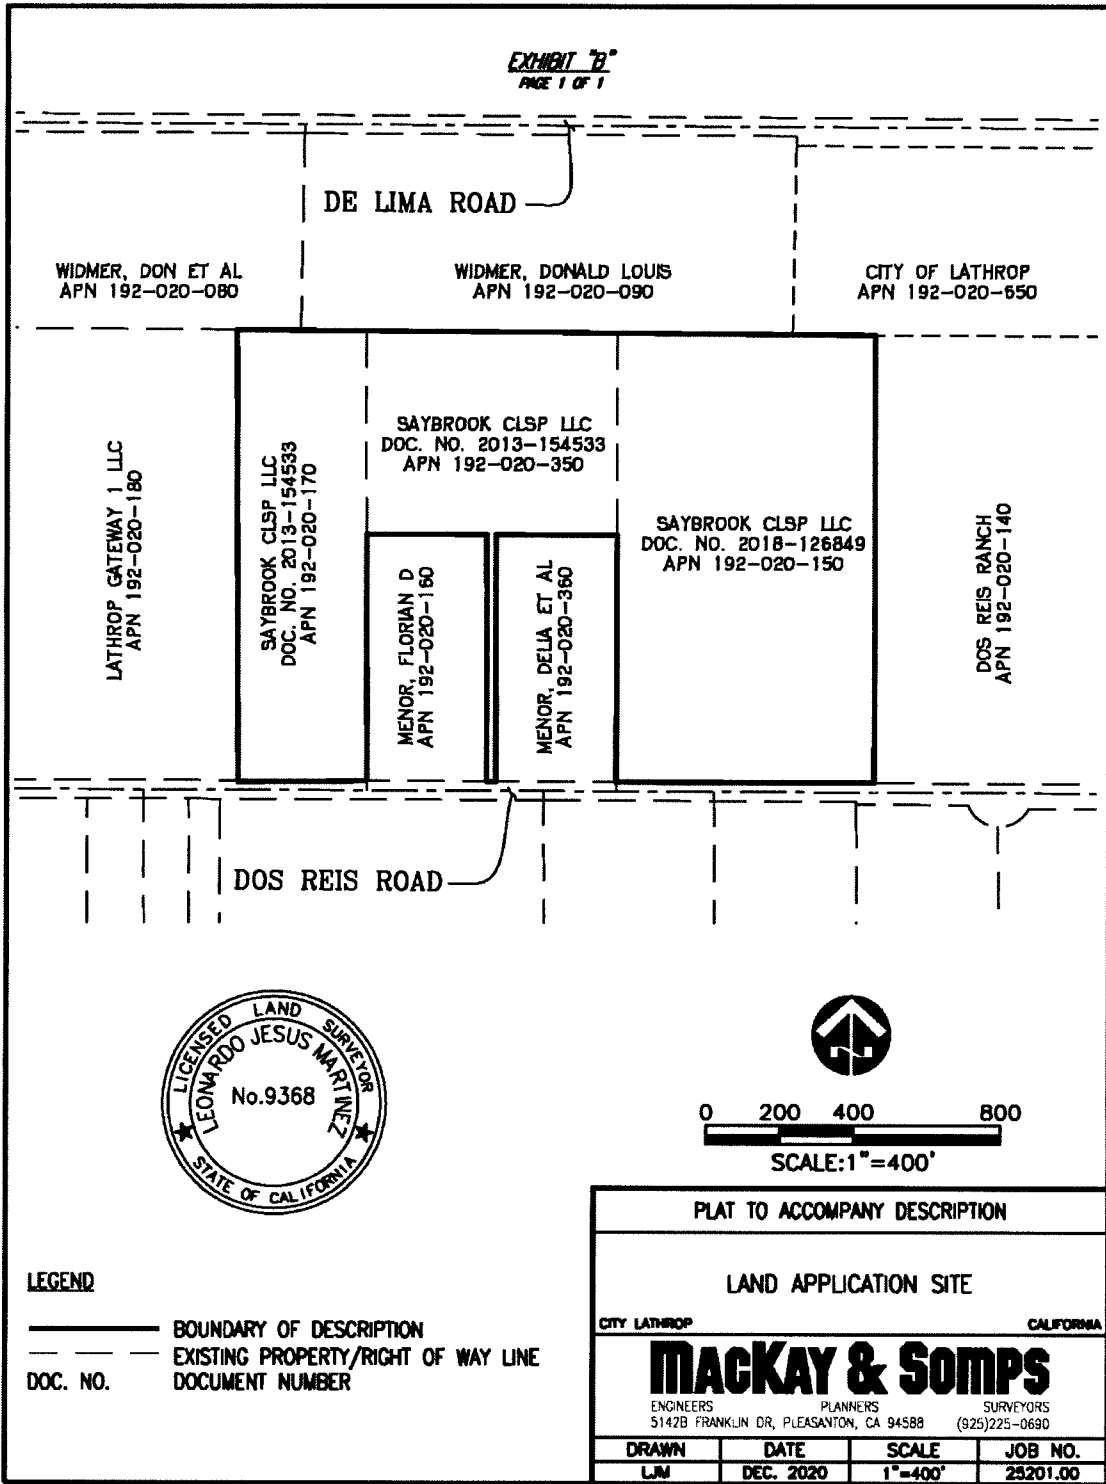 EXHIBIT "B"
PAGE 1 OF 1
DE LIMA ROAD
WIDMER, DON ET AL
APN 192-020-080
WIDMER, DONALD LOUIS
APN 192-020-090
CITY OF LATHROP
APN 192-020-650
LATHROP GATEWAY 1 LLC
APN 192-020-180
SAYBROOK CLSP LLC
DOC. NO. 2013-154533
APN 192-020-170
SAYBROOK CLSP LLC
DOC. NO. 2013-154533
APN 192-020-350
MENOR, FLORIAN D
APN 192-020-160
MENOR, DELIA ET AL
APN 192-020-360
SAYBROOK CLSP LLC
DOC. NO. 2018-126849
APN 192-020-150
DOS REIS RANCH
APN 192-020-140
DOS REIS ROAD
LICENSED LAND SURVEYOR
LEONARDO JESUS MARTINEZ
No.9368
STATE OF CALIFORNIA
N
0 200 400 800
SCALE:1"=400'
LEGEND
BOUNDARY OF DESCRIPTION
EXISTING PROPERTY/RIGHT OF WAY LINE
DOC. NO. DOCUMENT NUMBER
PLAT TO ACCOMPANY DESCRIPTION
LAND APPLICATION SITE
CITY LATHROP CALIFORNIA
MACKAY & SOMPS
ENGINEERS PLANNERS SURVEYORS
5142B FRANKLIN DR, PLEASANTON, CA 94588 (925)225-0690
DRAWN DATE SCALE JOB NO.
LJM DEC. 2020 1"=400' 25201.00